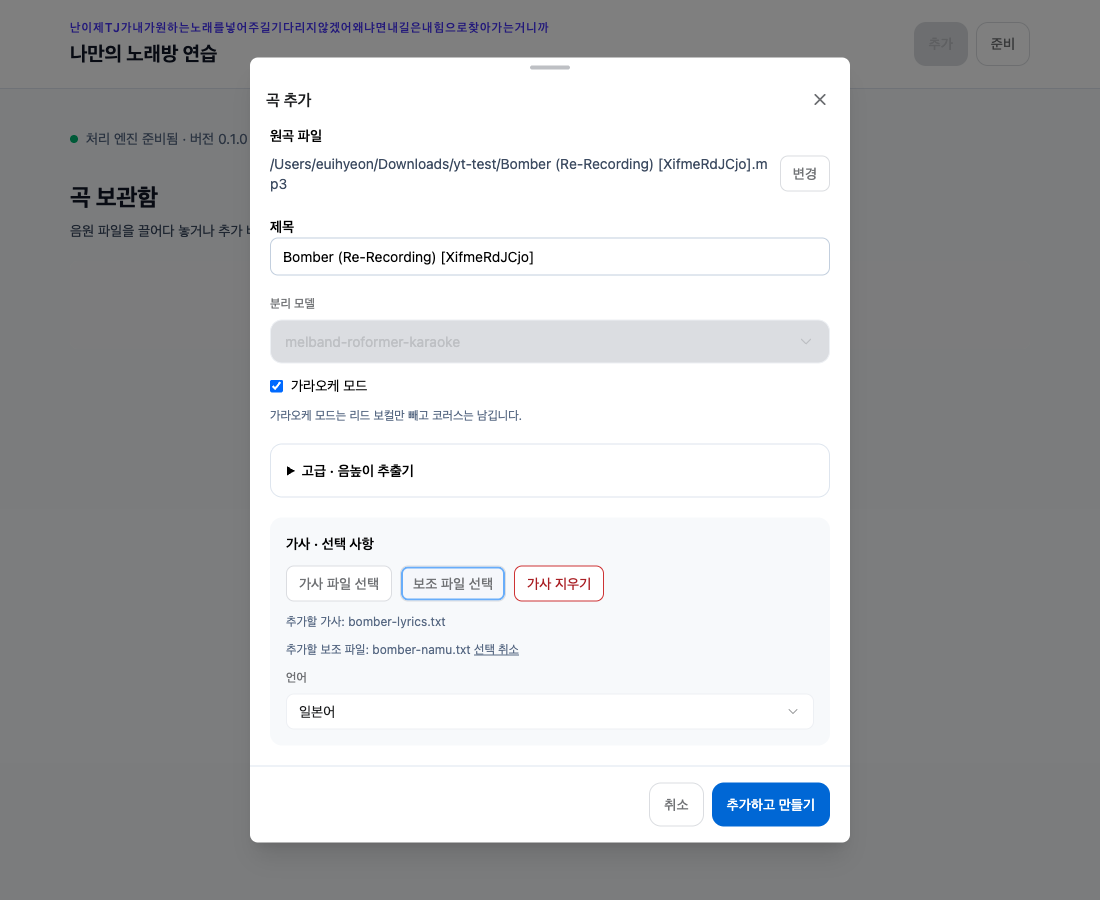 난이제TJ가내가원하는노래를넣어주길기다리지않겠어왜냐면내길은내힘으로찾아가는거니까
나만의 노래방 연습
추가
준비
처리 엔진 준비됨 · 버전 0.1.0
곡 보관함
음원 파일을 끌어다 놓거나 추가
곡 추가
원곡 파일
/Users/euihyeon/Downloads/yt-test/Bomber (Re-Recording) [XifmeRdJCjo].m
p3
변경
제목
Bomber (Re-Recording) [XifmeRdJCjo]
분리 모델
melband-roformer-karaoke
가라오케 모드
가라오케 모드는 리드 보컬만 빼고 코러스는 남깁니다.
고급 · 음높이 추출기
가사 · 선택 사항
가사 파일 선택
보조 파일 선택
가사 지우기
추가할 가사: bomber-lyrics.txt
추가할 보조 파일: bomber-namu.txt 선택 취소
언어
일본어
취소
추가하고 만들기